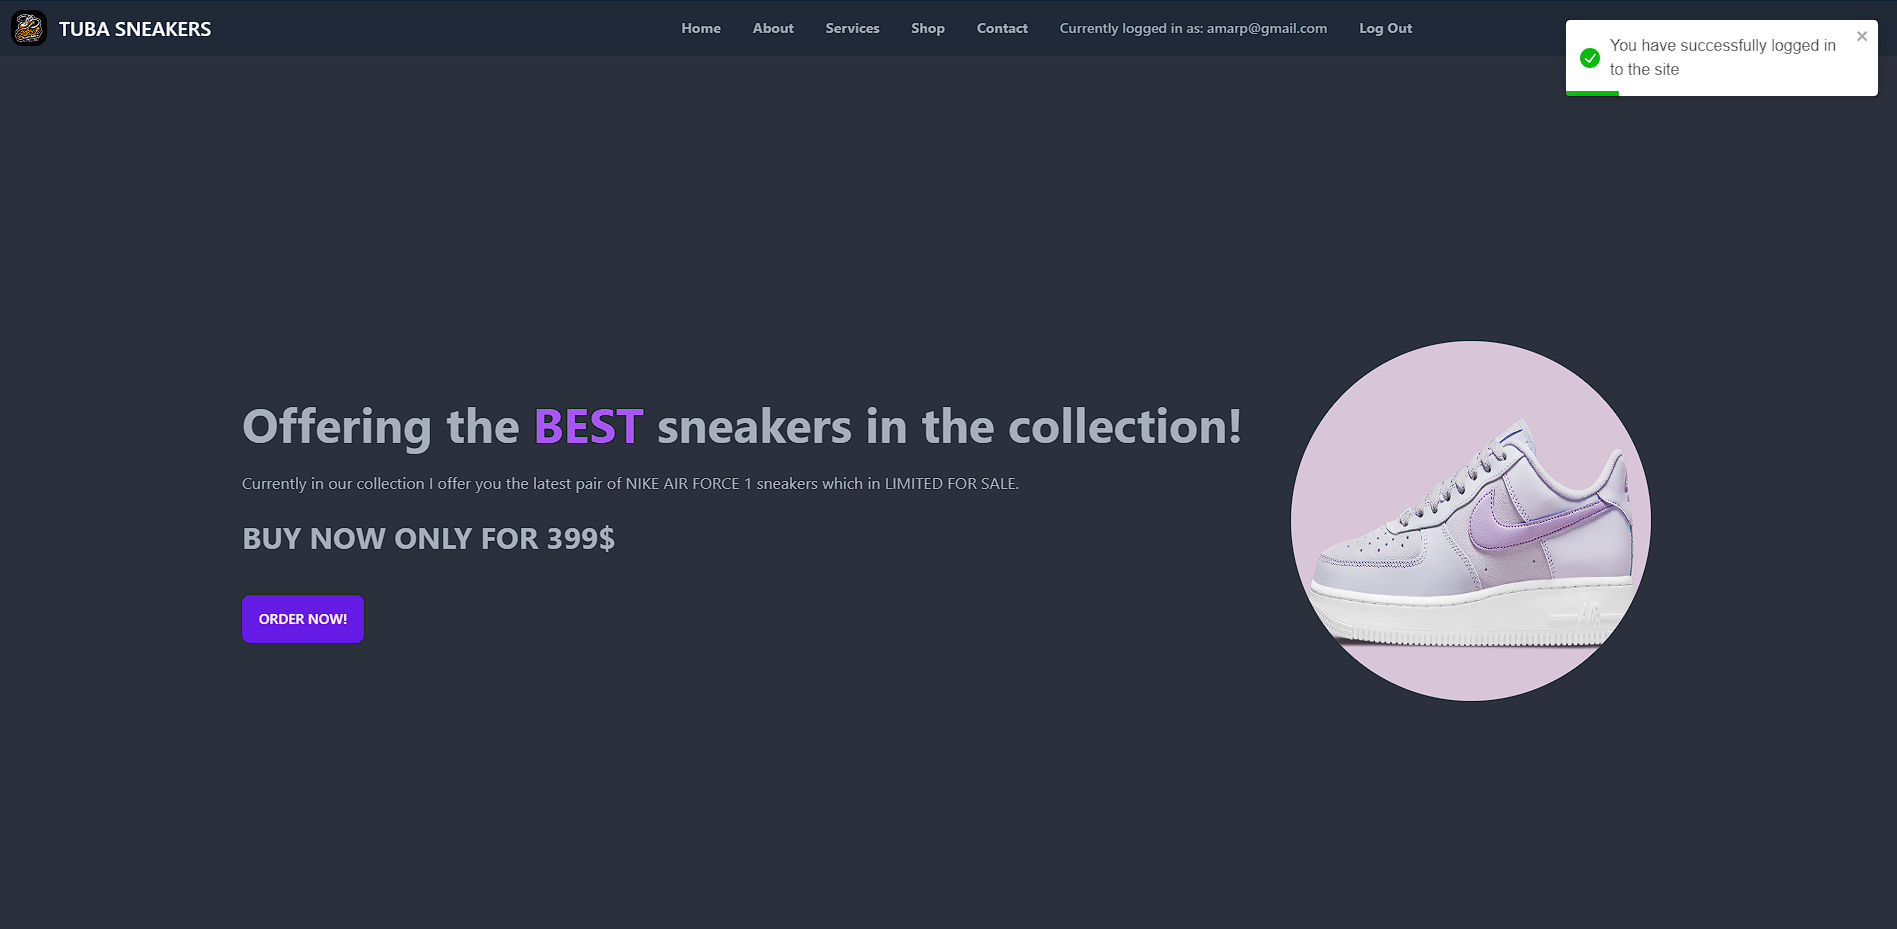 TUBA SNEAKERS
Home About Services Shop Contact Currently logged in as: amarp@gmail.com Log Out
You have successfully logged in
to the site
Offering the BEST sneakers in the collection!
Currently in our collection I offer you the latest pair of NIKE AIR FORCE 1 sneakers which in LIMITED FOR SALE.
BUY NOW ONLY FOR 399$
ORDER NOW!
AIR